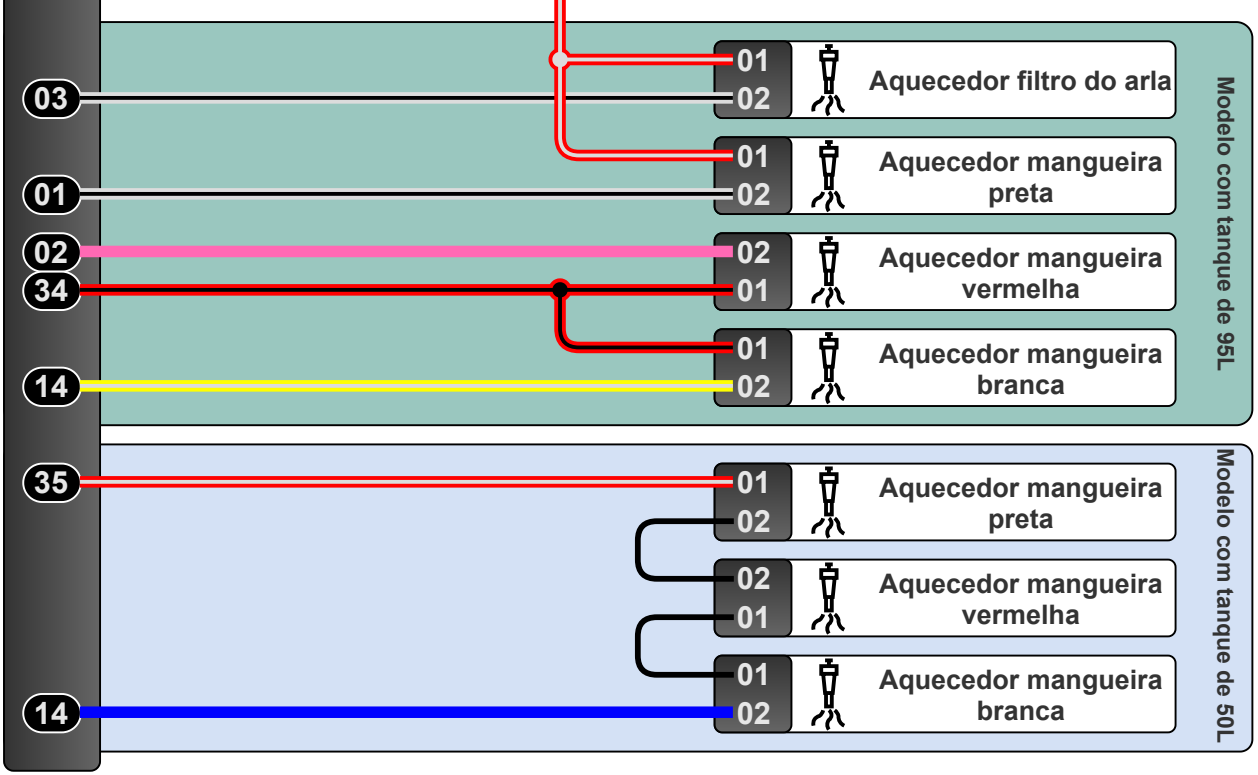 01
Aquecedor filtro do arla
03
02
01
Aquecedor mangueira
preta
01
02
02
02
Aquecedor mangueira
vermelha
34
01
01
Aquecedor mangueira
branca
14
02
Modelo com tanque de 95L
35
01
Aquecedor mangueira
preta
02
02
Aquecedor mangueira
vermelha
01
01
Aquecedor mangueira
branca
14
02
Modelo com tanque de 50L